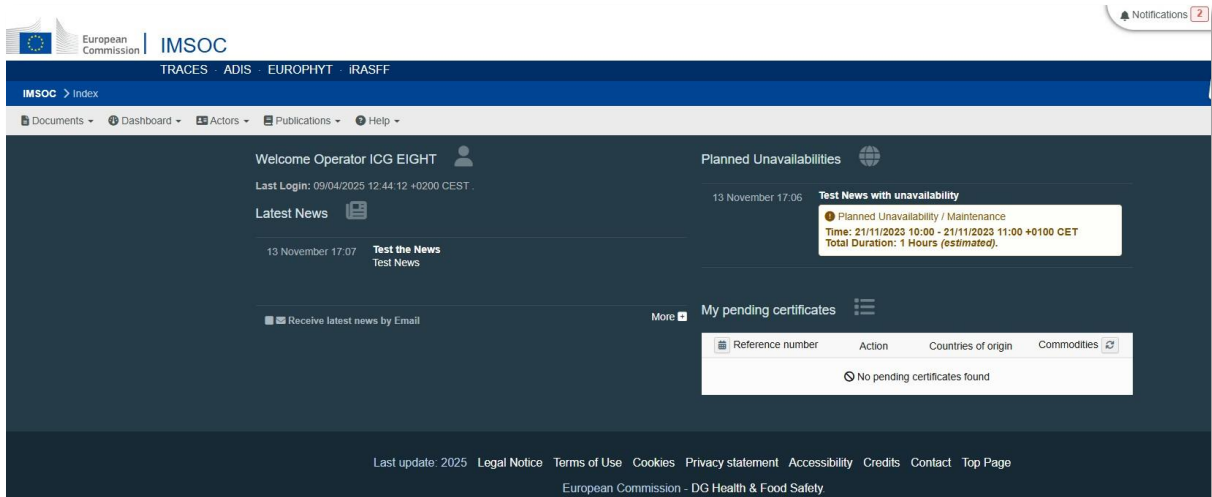 Notifications 2
European
Commission
IMSOC
TRACES - ADIS - EUROPHYT - iRASFF
IMSOC > Index
Documents Dashboard Actors Publications Help
Welcome Operator ICG EIGHT
Last Login: 09/04/2025 12:44:12 +0200 CEST .
Latest News
13 November 17:07 Test the News
Test News
Receive latest news by Email
More
Planned Unavailabilities
13 November 17:06 Test News with unavailability
Planned Unavailability / Maintenance
Time: 21/11/2023 10:00 - 21/11/2023 11:00 +0100 CET
Total Duration: 1 Hours (estimated).
My pending certificates
Reference number Action Countries of origin Commodities
No pending certificates found
Last update: 2025 Legal Notice Terms of Use Cookies Privacy statement Accessibility Credits Contact Top Page
European Commission - DG Health & Food Safety